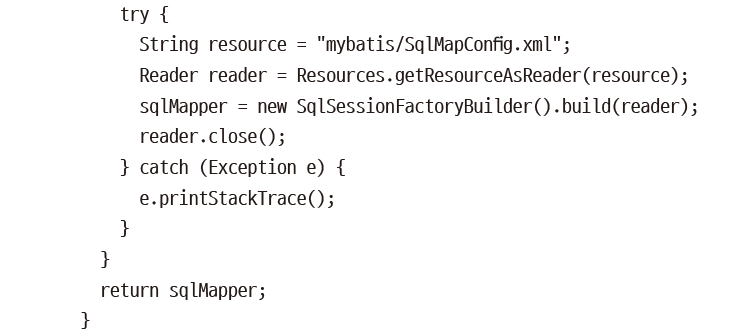 try {
String resource = "mybatis/SqlMapConfig.xml";
Reader reader = Resources.getResourceAsReader(resource);
sqlMapper = new SqlSessionFactoryBuilder().build(reader);
reader.close();
} catch (Exception e) {
e.printStackTrace();
}
}
return sqlMapper;
}